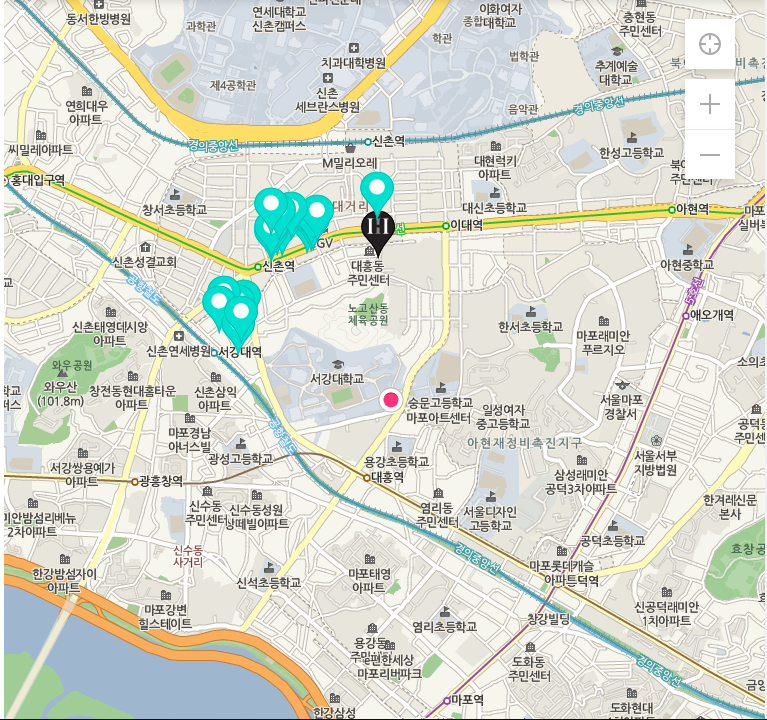 동서한방병원
연세대학교
신촌캠퍼스
이화여자
대학교
종합
충현동
주민센터
과학관
학관
치과대학병원
법학관
추계예술
대학교
제4공학관
신촌
세브란스병원
연희대우
아파트
음악관
경의중앙선
경의중앙선
신촌역
씨밀레아파트
M밀리오레
대현럭키
아파트
한성고등학교
홍대입구역
주민센터
창서초등학교
대거리
대신초등학교
아현역
이대역
GV
신촌성결교회
신촌역
대흥동
주민센터
아현중학교
공항철도
5호선
노고산동
체육공원
신촌태영데시앙
아파트
한서초등학교
애오개역
마포래미안
푸르지오
신촌연세병원
서강대역
와우공원
와우산
(101.8m)
창전동현대홈타운
아파트
신촌삼익
아파트
서강대학교
숭문고등학교
마포아트센터
일성여자
중고등학교
서울마포
경찰서
마포경남
아너스빌
공항철도
아현재정비촉진지구
서울서부
지방법원
서강쌍용예가
아파트
광성고등학교
용강초등학교
대흥역
삼성래미안
공덕3차아파트
광흥창역
신수동
주민센터
신수동성원
상떼빌아파트
염리동
주민센터
서울디자인
고등학교
한겨레신문
본사
2차아파트
공덕초등학교
신수동
사거리
경의중앙선
한강밤섬자이
아파트
신석초등학교
마포태영
아파트
마포롯데캐슬
아파트
공덕역
마포강변
힐스테이트
염리초등학교
창강빌딩
신공덕래미안
1차아파트
용강동
e편한세상
마포리버파크
도화동
주민센터
경의중앙선
한강삼성
마포역
도화현대
아파트